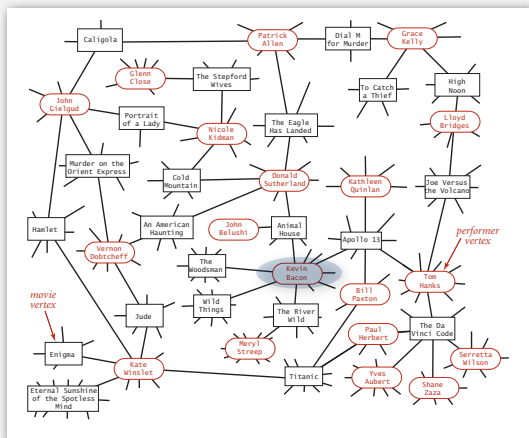 Caligola
Patrick
Allen
Dial M
for Murder
Grace
Kelly
Glenn
Close
The Stepford
Wives
To Catch
a Thief
High
Noon
John
Gielgud
Portrait
of a Lady
Nicole
Kidman
The Eagle
Has Landed
Lloyd
Bridges
Murder on the
Orient Express
Cold
Mountain
Donald
Sutherland
Kathleen
Quinlan
Joe Versus
the Volcano
Hamlet
An American
Haunting
John
Belushi
Animal
House
Apollo 13
performer
vertex
Vernon
Dobtcheff
The
Woodsman
Kevin
Bacon
Tom
Hanks
movie
vertex
Jude
Wild
Things
The River
Wild
Bill
Paxton
Paul
Herbert
The Da
Vinci Code
Enigma
Meryl
Streep
Serretta
Wilson
Kate
Winslet
Titanic
Yves
Aubert
Shane
Zaza
Eternal Sunshine
of the Spotless
Mind